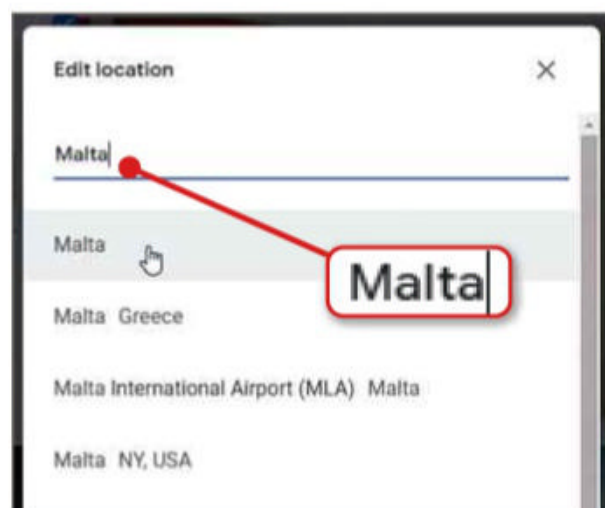 Edit location
Malta
Malta
Malta
Malta Greece
Malta International Airport (MLA) Malta
Malta NY, USA